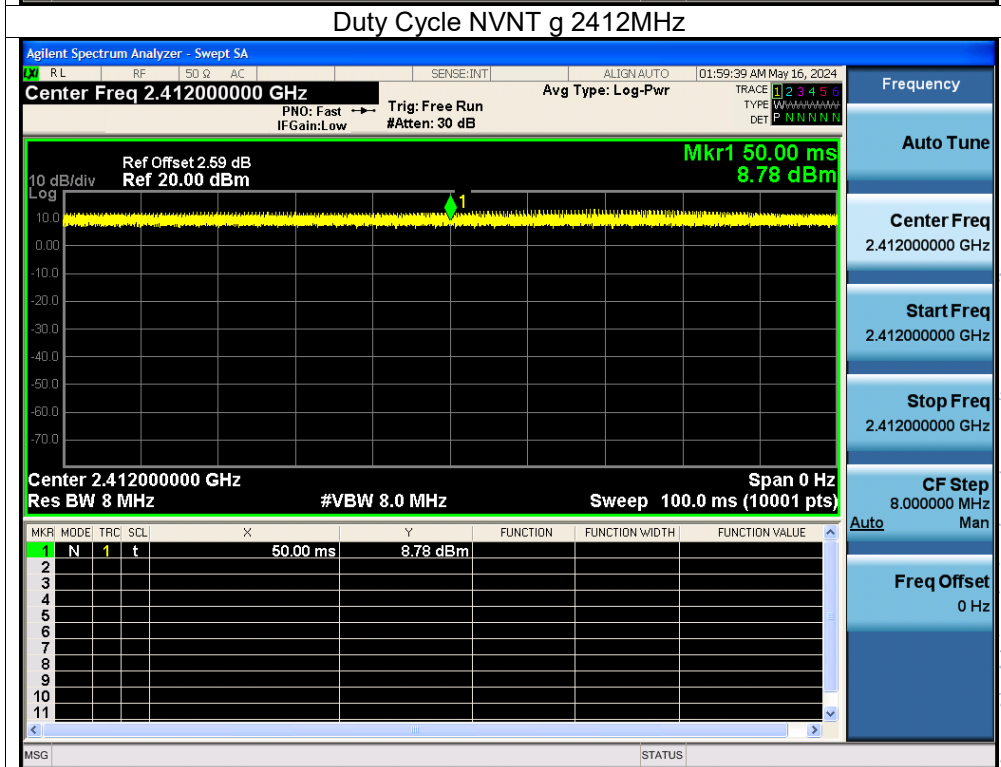 Duty Cycle NVNT g 2412MHz
Agilent Spectrum Analyzer - Swept SA
LXI RL RF 50 Ω AC SENSE:INT ALIGN AUTO 01:59:39 AM May 16, 2024
Center Freq 2.412000000 GHz Avg Type: Log-Pwr TRACE 1 2 3 4 5 6
PNO: Fast Trig: Free Run TYPE
IFGain:Low #Atten: 30 dB DET P N N N N N
Frequency
Mkr1 50.00 ms
Ref Offset 2.59 dB
10 dB/div Ref 20.00 dBm 8.78 dBm
Log
1
10.0
0.00
-10.0
-20.0
-30.0
-40.0
-50.0
-60.0
-70.0
Center 2.412000000 GHz Span 0 Hz
Res BW 8 MHz #VBW 8.0 MHz Sweep 100.0 ms (10001 pts)
MKR MODE TRC SCL X Y FUNCTION FUNCTION WIDTH FUNCTION VALUE
1 N 1 t 50.00 ms 8.78 dBm
2
3
4
5
6
7
8
9
10
11
MSG STATUS
Auto Tune
Center Freq
2.412000000 GHz
Start Freq
2.412000000 GHz
Stop Freq
2.412000000 GHz
CF Step
8.000000 MHz
Auto Man
Freq Offset
0 Hz